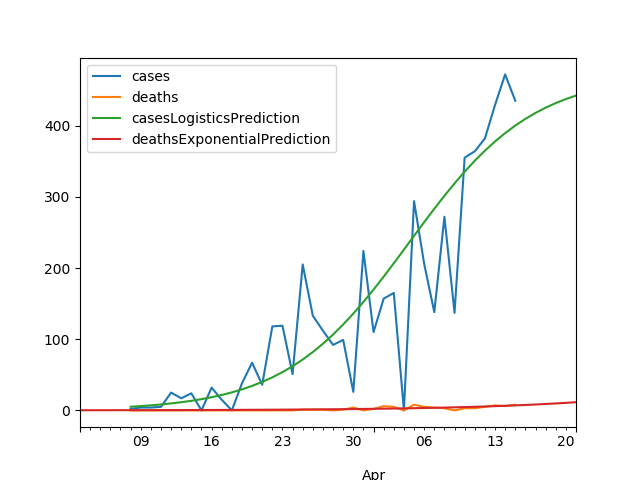 cases
deaths
casesLogisticsPrediction
deathsExponentialPrediction
400
300
200
100
0
09 16 23 30 06 13 20
Apr